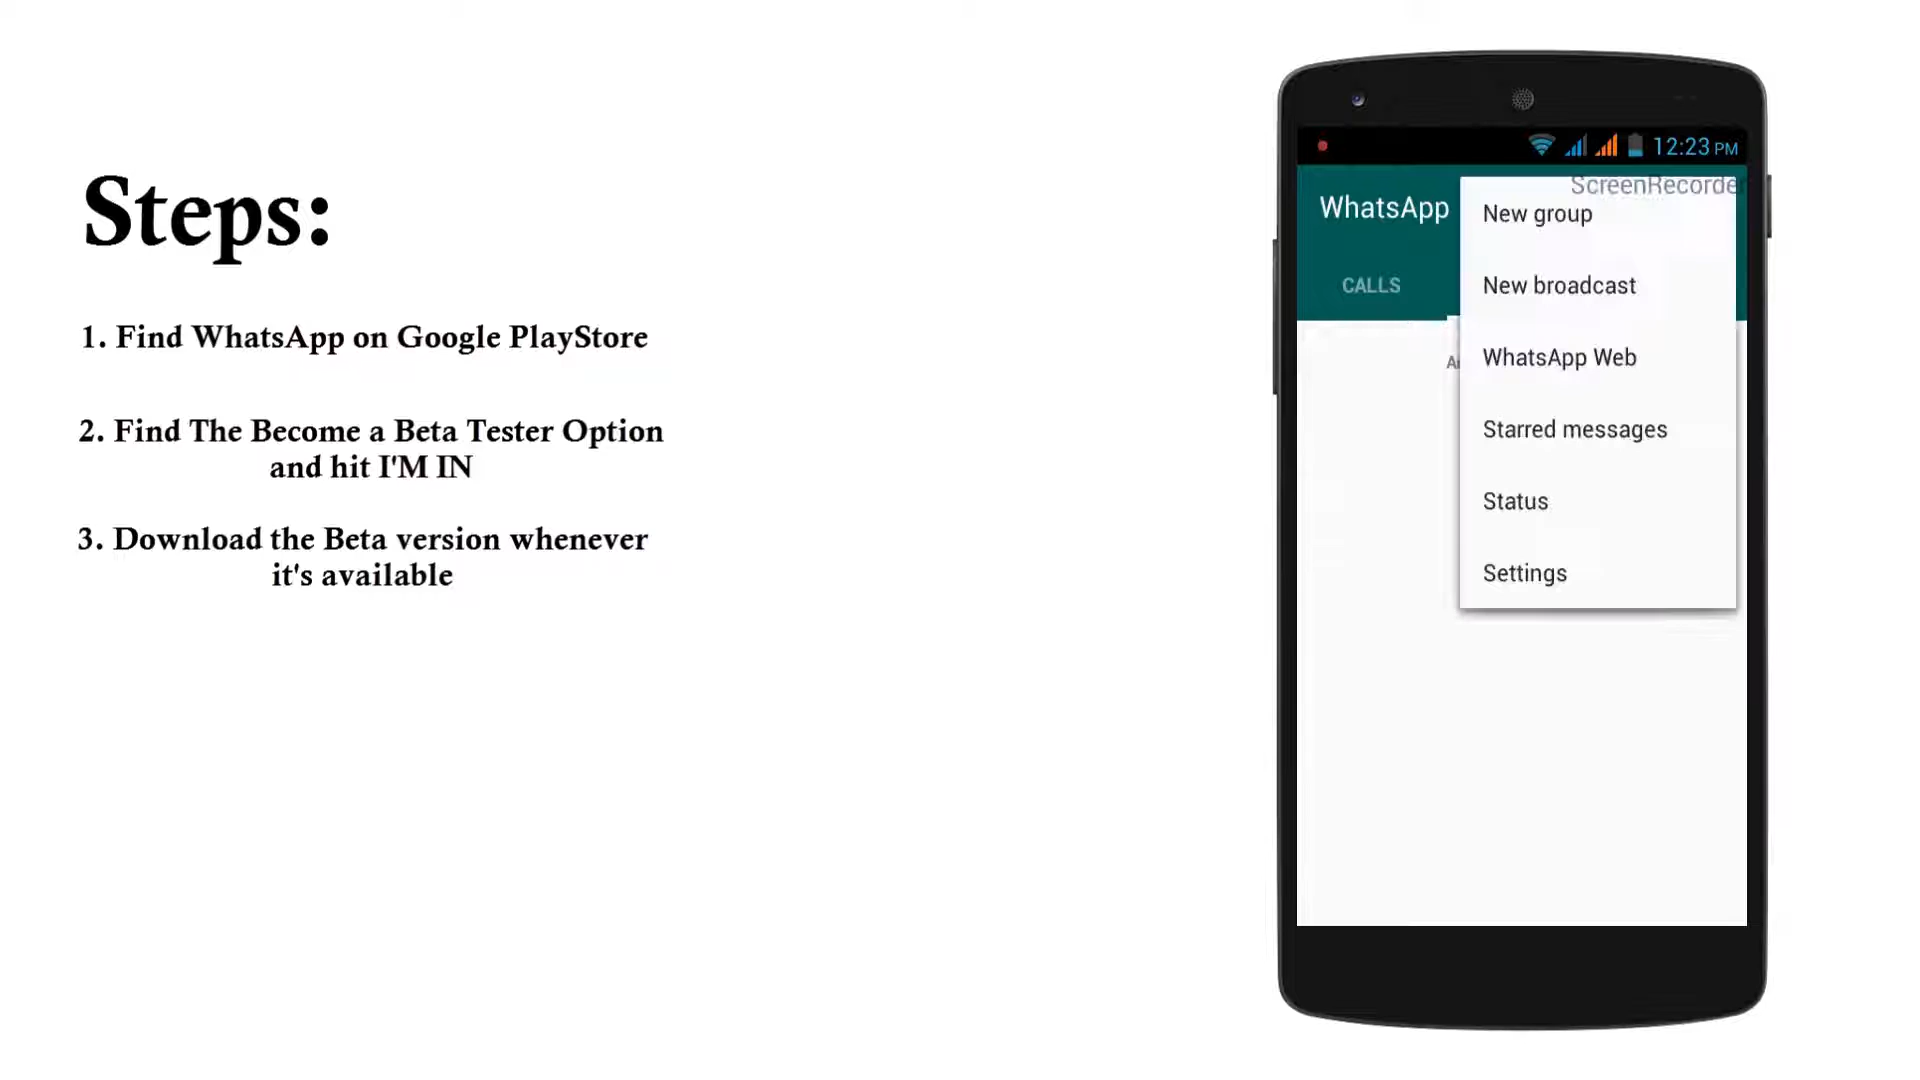 Steps:
1. Find WhatsApp on Google PlayStore
2. Find The Become a Beta Tester Option
and hit I'M IN
3. Download the Beta version whenever
it's available
12:23 PM
ScreenRecorder
WhatsApp
New group
CALLS
New broadcast
WhatsApp Web
Starred messages
Status
Settings